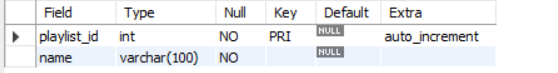 Field Type Null Key Default Extra
playlist_id int NO PRI NULL auto_increment
name varchar(100) NO NULL